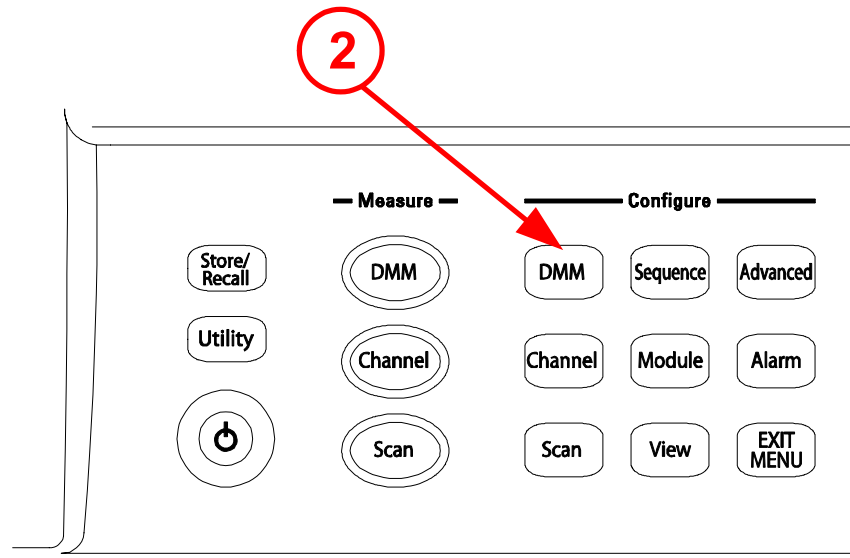 2
Measure
Configure
Store/
Recall
DMM
DMM
Sequence
Advanced
Utility
Channel
Channel
Module
Alarm
Scan
Scan
View
EXIT
MENU